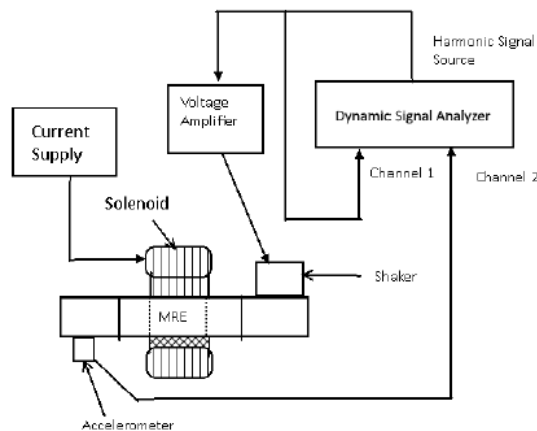 Harmonic Signal
Source
Voltage
Amplifier
Dynamic Signal Analyzer
Current
Supply
Channel 1
Channel 2
Solenoid
Shaker
MRE
Accelerometer